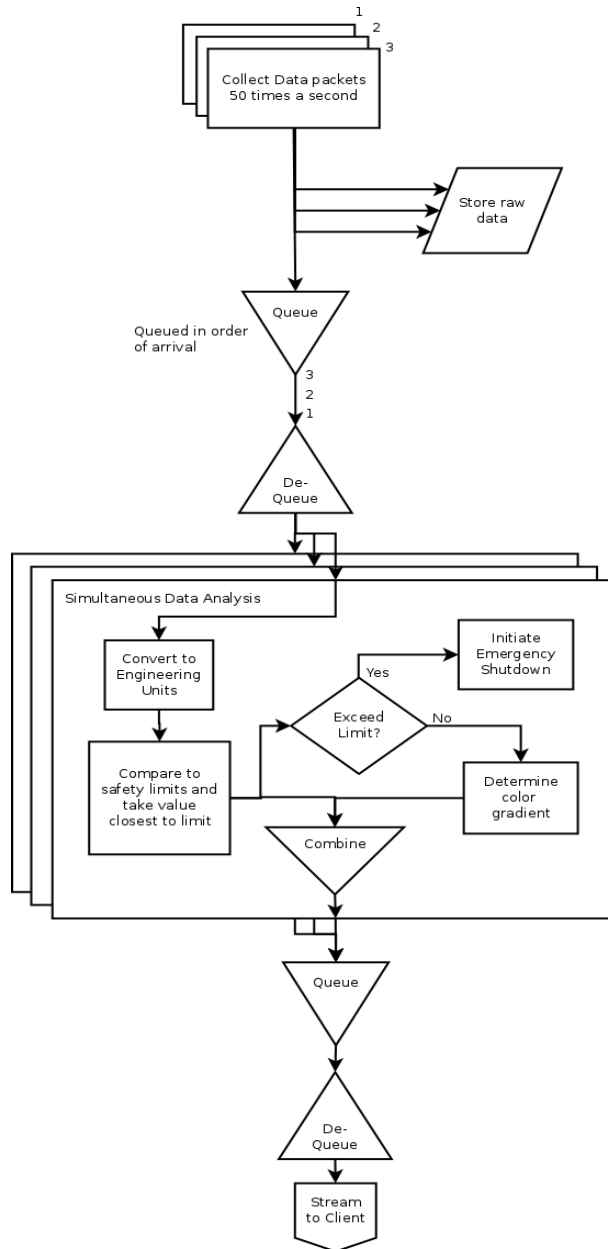 1
2
3
Collect Data packets
50 times a second
Store raw
data
Queue
Queued in order
of arrival
3
2
1
De-
Queue
Simultaneous Data Analysis
Convert to
Engineering
Units
Initiate
Emergency
Shutdown
Yes
Exceed
Limit?
No
Compare to
safety limits and
take value
closest to limit
Determine
color
gradient
Combine
Queue
De-
Queue
Stream
to Client